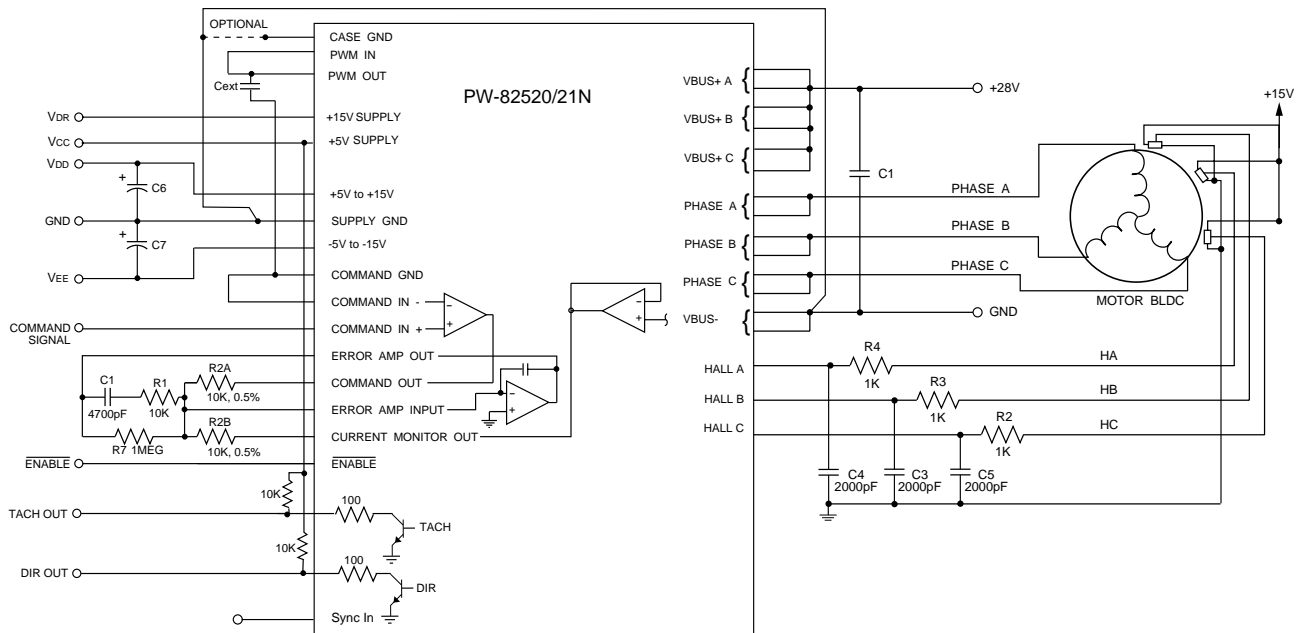 OPTIONAL
CASE GND
PWM IN
PWM OUT
Cext
PW-82520/21N
VBUS+ A {
VBUS+ B {
VBUS+ C {
+28V
+15V
VDR
+15V SUPPLY
VCC
+5V SUPPLY
VDD
+ C6
+5V to +15V
GND
SUPPLY GND
+ C7
-5V to -15V
VEE
COMMAND GND
COMMAND IN -
COMMAND SIGNAL
COMMAND IN +
− +
− +
C1
PHASE A {
PHASE A
PHASE B {
PHASE B
PHASE C {
PHASE C
MOTOR BLDC
VBUS- {
GND
ERROR AMP OUT
C1
4700pF
R1
10K
R2A
10K, 0.5%
COMMAND OUT
ERROR AMP INPUT
− +
R7 1MEG
R2B
10K, 0.5%
CURRENT MONITOR OUT
HALL A
R4
1K
HA
HALL B
R3
1K
HB
HALL C
R2
1K
HC
C4
2000pF
C3
2000pF
C5
2000pF
ENABLE
ENABLE
10K
TACH OUT
100
TACH
10K
DIR OUT
100
DIR
Sync In